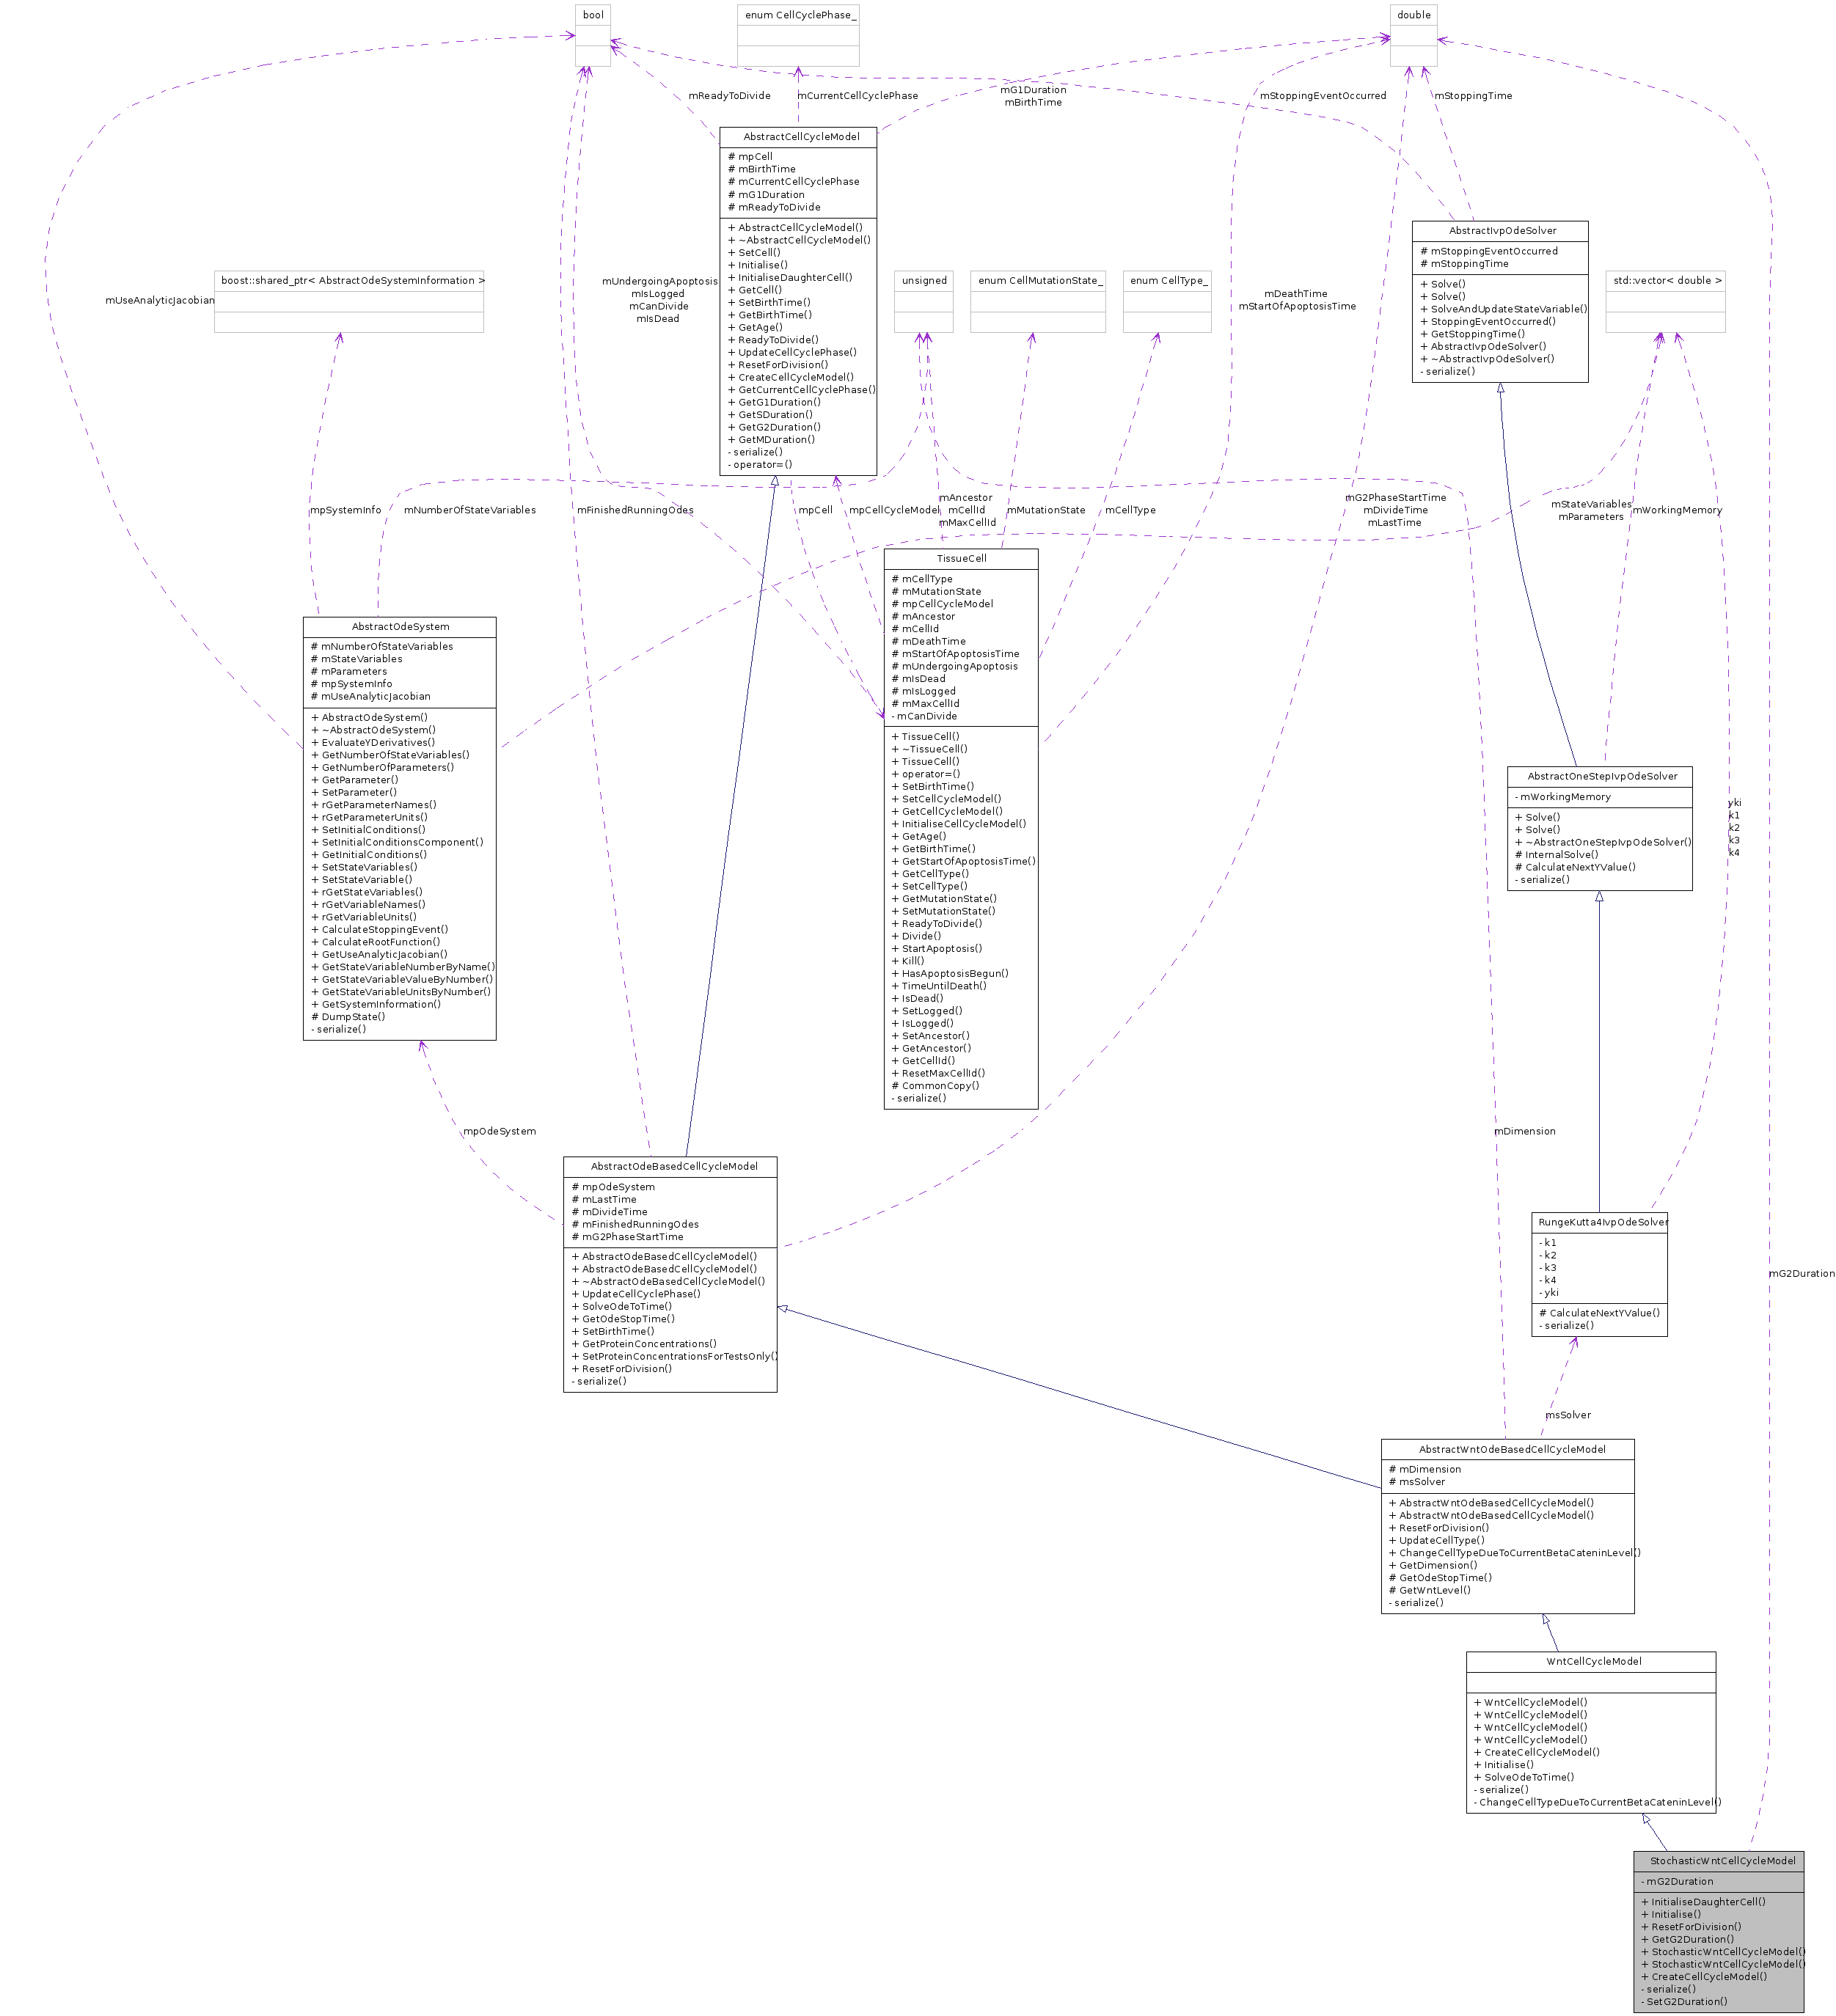 bool
enum CellCyclePhase_
double
mReadyToDivide
mCurrentCellCyclePhase
mG1Duration
mBirthTime
mStoppingEventOccurred
mStoppingTime
AbstractCellCycleModel
# mpCell
# mBirthTime
# mCurrentCellCyclePhase
# mG1Duration
# mReadyToDivide
+ AbstractCellCycleModel()
+ ~AbstractCellCycleModel()
+ SetCell()
+ Initialise()
+ InitialiseDaughterCell()
+ GetCell()
+ SetBirthTime()
+ GetBirthTime()
+ GetAge()
+ ReadyToDivide()
+ UpdateCellCyclePhase()
+ ResetForDivision()
+ CreateCellCycleModel()
+ GetCurrentCellCyclePhase()
+ GetG1Duration()
+ GetSDuration()
+ GetG2Duration()
+ GetMDuration()
- serialize()
- operator=()
AbstractIvpOdeSolver
# mStoppingEventOccurred
# mStoppingTime
+ Solve()
+ Solve()
+ SolveAndUpdateStateVariable()
+ StoppingEventOccurred()
+ GetStoppingTime()
+ AbstractIvpOdeSolver()
+ ~AbstractIvpOdeSolver()
- serialize()
boost::shared_ptr< AbstractOdeSystemInformation >
unsigned
enum CellMutationState_
enum CellType_
std::vector< double >
mUseAnalyticJacobian
mUndergoingApoptosis
mIsLogged
mCanDivide
mIsDead
mDeathTime
mStartOfApoptosisTime
mpSystemInfo
mNumberOfStateVariables
mFinishedRunningOdes
mpCell
mpCellCycleModel
mAncestor
mCellId
mMaxCellId
mMutationState
mCellType
mG2PhaseStartTime
mDivideTime
mLastTime
mStateVariables
mParameters
mWorkingMemory
TissueCell
# mCellType
# mMutationState
# mpCellCycleModel
# mAncestor
# mCellId
# mDeathTime
# mStartOfApoptosisTime
# mUndergoingApoptosis
# mIsDead
# mIsLogged
# mMaxCellId
- mCanDivide
+ TissueCell()
+ ~TissueCell()
+ TissueCell()
+ operator=()
+ SetBirthTime()
+ SetCellCycleModel()
+ GetCellCycleModel()
+ InitialiseCellCycleModel()
+ GetAge()
+ GetBirthTime()
+ GetStartOfApoptosisTime()
+ GetCellType()
+ SetCellType()
+ GetMutationState()
+ SetMutationState()
+ ReadyToDivide()
+ Divide()
+ StartApoptosis()
+ Kill()
+ HasApoptosisBegun()
+ TimeUntilDeath()
+ IsDead()
+ SetLogged()
+ IsLogged()
+ SetAncestor()
+ GetAncestor()
+ GetCellId()
+ ResetMaxCellId()
# CommonCopy()
- serialize()
AbstractOdeSystem
# mNumberOfStateVariables
# mStateVariables
# mParameters
# mpSystemInfo
# mUseAnalyticJacobian
+ AbstractOdeSystem()
+ ~AbstractOdeSystem()
+ EvaluateYDerivatives()
+ GetNumberOfStateVariables()
+ GetNumberOfParameters()
+ GetParameter()
+ SetParameter()
+ rGetParameterNames()
+ rGetParameterUnits()
+ SetInitialConditions()
+ SetInitialConditionsComponent()
+ GetInitialConditions()
+ SetStateVariables()
+ SetStateVariable()
+ rGetStateVariables()
+ rGetVariableNames()
+ rGetVariableUnits()
+ CalculateStoppingEvent()
+ CalculateRootFunction()
+ GetUseAnalyticJacobian()
+ GetStateVariableNumberByName()
+ GetStateVariableValueByNumber()
+ GetStateVariableUnitsByNumber()
+ GetSystemInformation()
# DumpState()
- serialize()
AbstractOneStepIvpOdeSolver
- mWorkingMemory
+ Solve()
+ Solve()
+ ~AbstractOneStepIvpOdeSolver()
# InternalSolve()
# CalculateNextYValue()
- serialize()
yki
k1
k2
k3
k4
mpOdeSystem
mDimension
AbstractOdeBasedCellCycleModel
# mpOdeSystem
# mLastTime
# mDivideTime
# mFinishedRunningOdes
# mG2PhaseStartTime
+ AbstractOdeBasedCellCycleModel()
+ AbstractOdeBasedCellCycleModel()
+ ~AbstractOdeBasedCellCycleModel()
+ UpdateCellCyclePhase()
+ SolveOdeToTime()
+ GetOdeStopTime()
+ SetBirthTime()
+ GetProteinConcentrations()
+ SetProteinConcentrationsForTestsOnly()
+ ResetForDivision()
- serialize()
RungeKutta4IvpOdeSolver
- k1
- k2
- k3
- k4
- yki
# CalculateNextYValue()
- serialize()
mG2Duration
msSolver
AbstractWntOdeBasedCellCycleModel
# mDimension
# msSolver
+ AbstractWntOdeBasedCellCycleModel()
+ AbstractWntOdeBasedCellCycleModel()
+ ResetForDivision()
+ UpdateCellType()
+ ChangeCellTypeDueToCurrentBetaCateninLevel()
+ GetDimension()
# GetOdeStopTime()
# GetWntLevel()
- serialize()
WntCellCycleModel
+ WntCellCycleModel()
+ WntCellCycleModel()
+ WntCellCycleModel()
+ WntCellCycleModel()
+ CreateCellCycleModel()
+ Initialise()
+ SolveOdeToTime()
- serialize()
- ChangeCellTypeDueToCurrentBetaCateninLevel()
StochasticWntCellCycleModel
- mG2Duration
+ InitialiseDaughterCell()
+ Initialise()
+ ResetForDivision()
+ GetG2Duration()
+ StochasticWntCellCycleModel()
+ StochasticWntCellCycleModel()
+ CreateCellCycleModel()
- serialize()
- SetG2Duration()